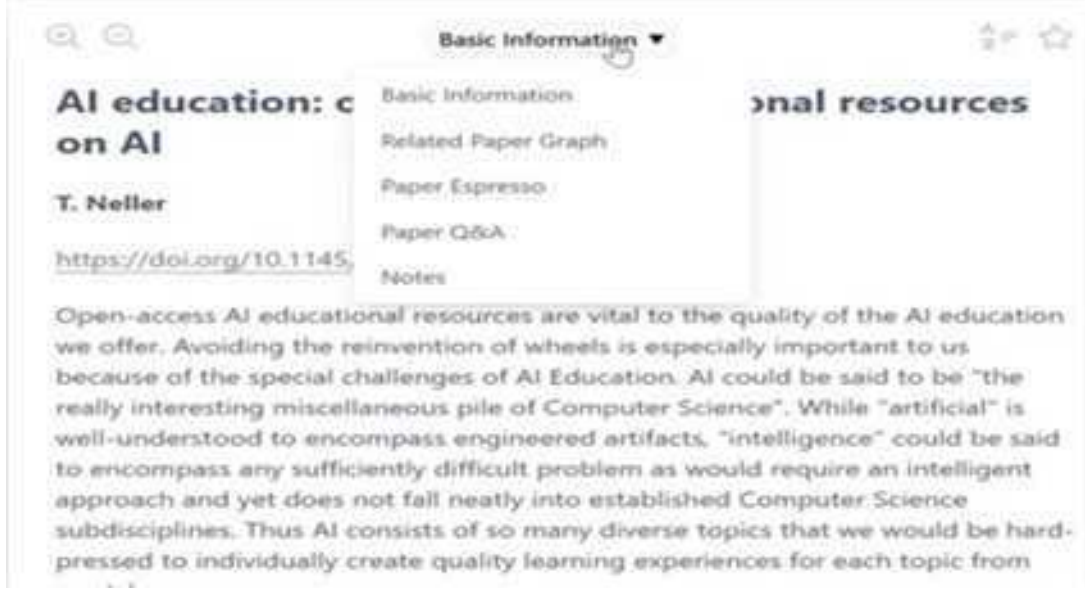 Basic Information ▼
Basic Information
Related Paper Graph
Paper Espresso
Paper Q&A
Notes
AI education: c onal resources
on AI
T. Neller
https://doi.org/10.1145
Open-access AI educational resources are vital to the quality of the AI education
we offer. Avoiding the reinvention of wheels is especially important to us
because of the special challenges of AI Education. AI could be said to be "the
really interesting miscellaneous pile of Computer Science". While "artificial" is
well-understood to encompass engineered artifacts, "intelligence" could be said
to encompass any sufficiently difficult problem as would require an intelligent
approach and yet does not fall neatly into established Computer Science
subdisciplines. Thus AI consists of so many diverse topics that we would be hard-
pressed to individually create quality learning experiences for each topic from